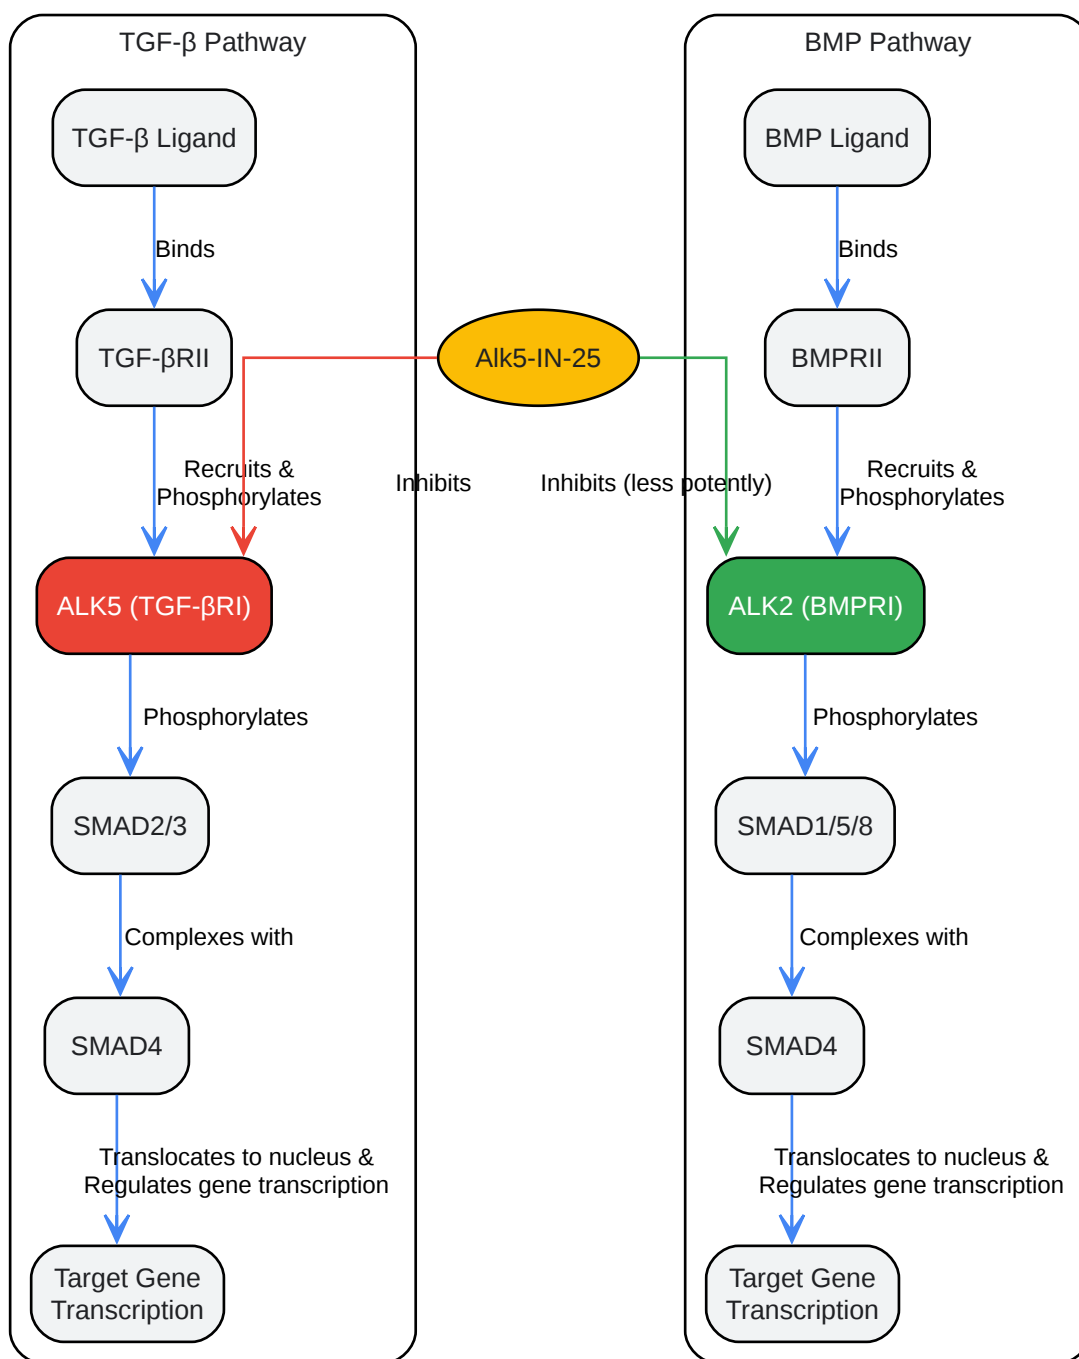 TGF-β Pathway
BMP Pathway
TGF-β Ligand
BMP Ligand
Binds
Binds
TGF-βRII
Alk5-IN-25
BMPRII
Recruits &
Phosphorylates
Inhibits
Inhibits (less potently)
Recruits &
Phosphorylates
ALK5 (TGF-βRI)
ALK2 (BMPRI)
Phosphorylates
Phosphorylates
SMAD2/3
SMAD1/5/8
Complexes with
Complexes with
SMAD4
SMAD4
Translocates to nucleus &
Regulates gene transcription
Translocates to nucleus &
Regulates gene transcription
Target Gene
Transcription
Target Gene
Transcription